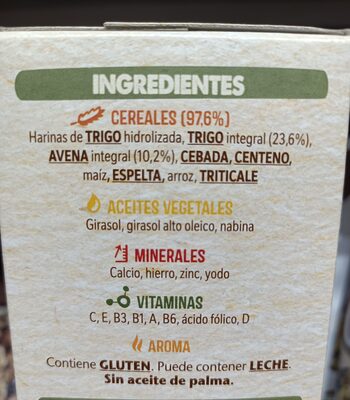 INGREDIENTES
CEREALES (97,6%)
Harinas de TRIGO hidrolizada, TRIGO integral (23,6%),
AVENA integral (10,2%), CEBADA, CENTENO,
maíz, ESPELTA, arroz, TRITICALE
ACEITES VEGETALES
Girasol, girasol alto oleico, nabina
MINERALES
Calcio, hierro, zinc, yodo
VITAMINAS
C, E, B3, B1, A, B6, ácido fólico, D
AROMA
Contiene GLUTEN. Puede contener LECHE.
Sin aceite de palma.